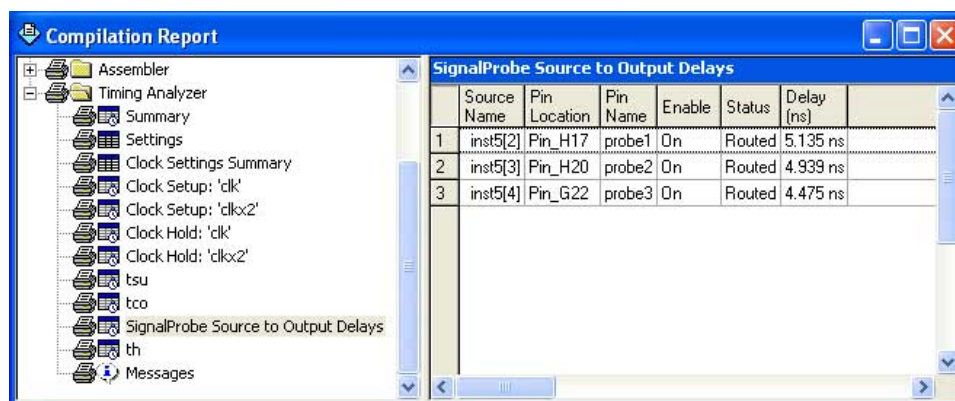 Compilation Report
Assembler
Timing Analyzer
Summary
Settings
Clock Settings Summary
Clock Setup: 'clk'
Clock Setup: 'clkx2'
Clock Hold: 'clk'
Clock Hold: 'clkx2'
tsu
tco
SignalProbe Source to Output Delays
th
Messages
SignalProbe Source to Output Delays
Source Name Pin Location Pin Name Enable Status Delay (ns)
1 inst5[2] Pin_H17 probe1 On Routed 5.135 ns
2 inst5[3] Pin_H20 probe2 On Routed 4.939 ns
3 inst5[4] Pin_G22 probe3 On Routed 4.475 ns